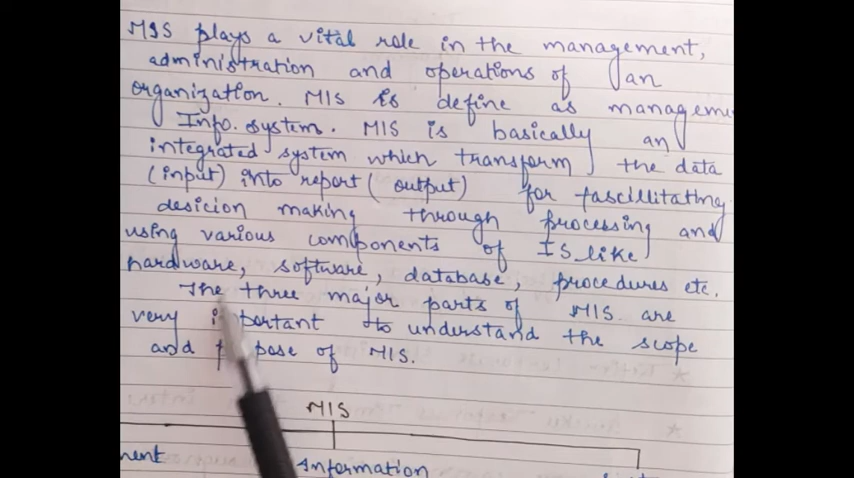 MIS plays a vital role in the management,
administration and operations of an
organization. MIS is define as managem
Info. system. MIS is basically an
integrated system which transform the data
(input) into report (output) for fascillitating
desicion making through processing and
using various components of IS like
hardware, software, database procedures etc.
The three major parts of MIS are
very important to understand the scope
and of MIS.
MIS
ment Information